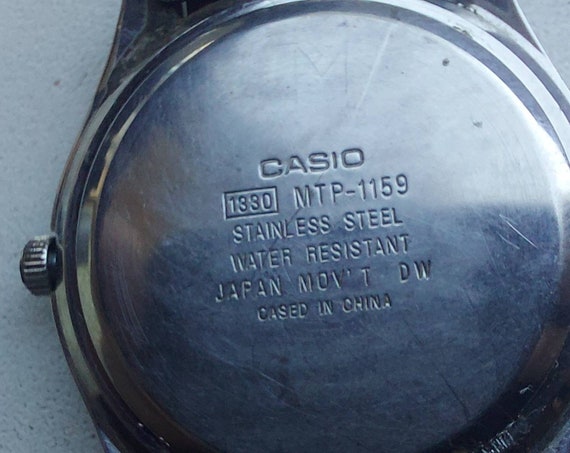 CASIO
1330 MTP-1159
STAINLESS STEEL
WATER RESISTANT
JAPAN MOV'T DW
CASED IN CHINA